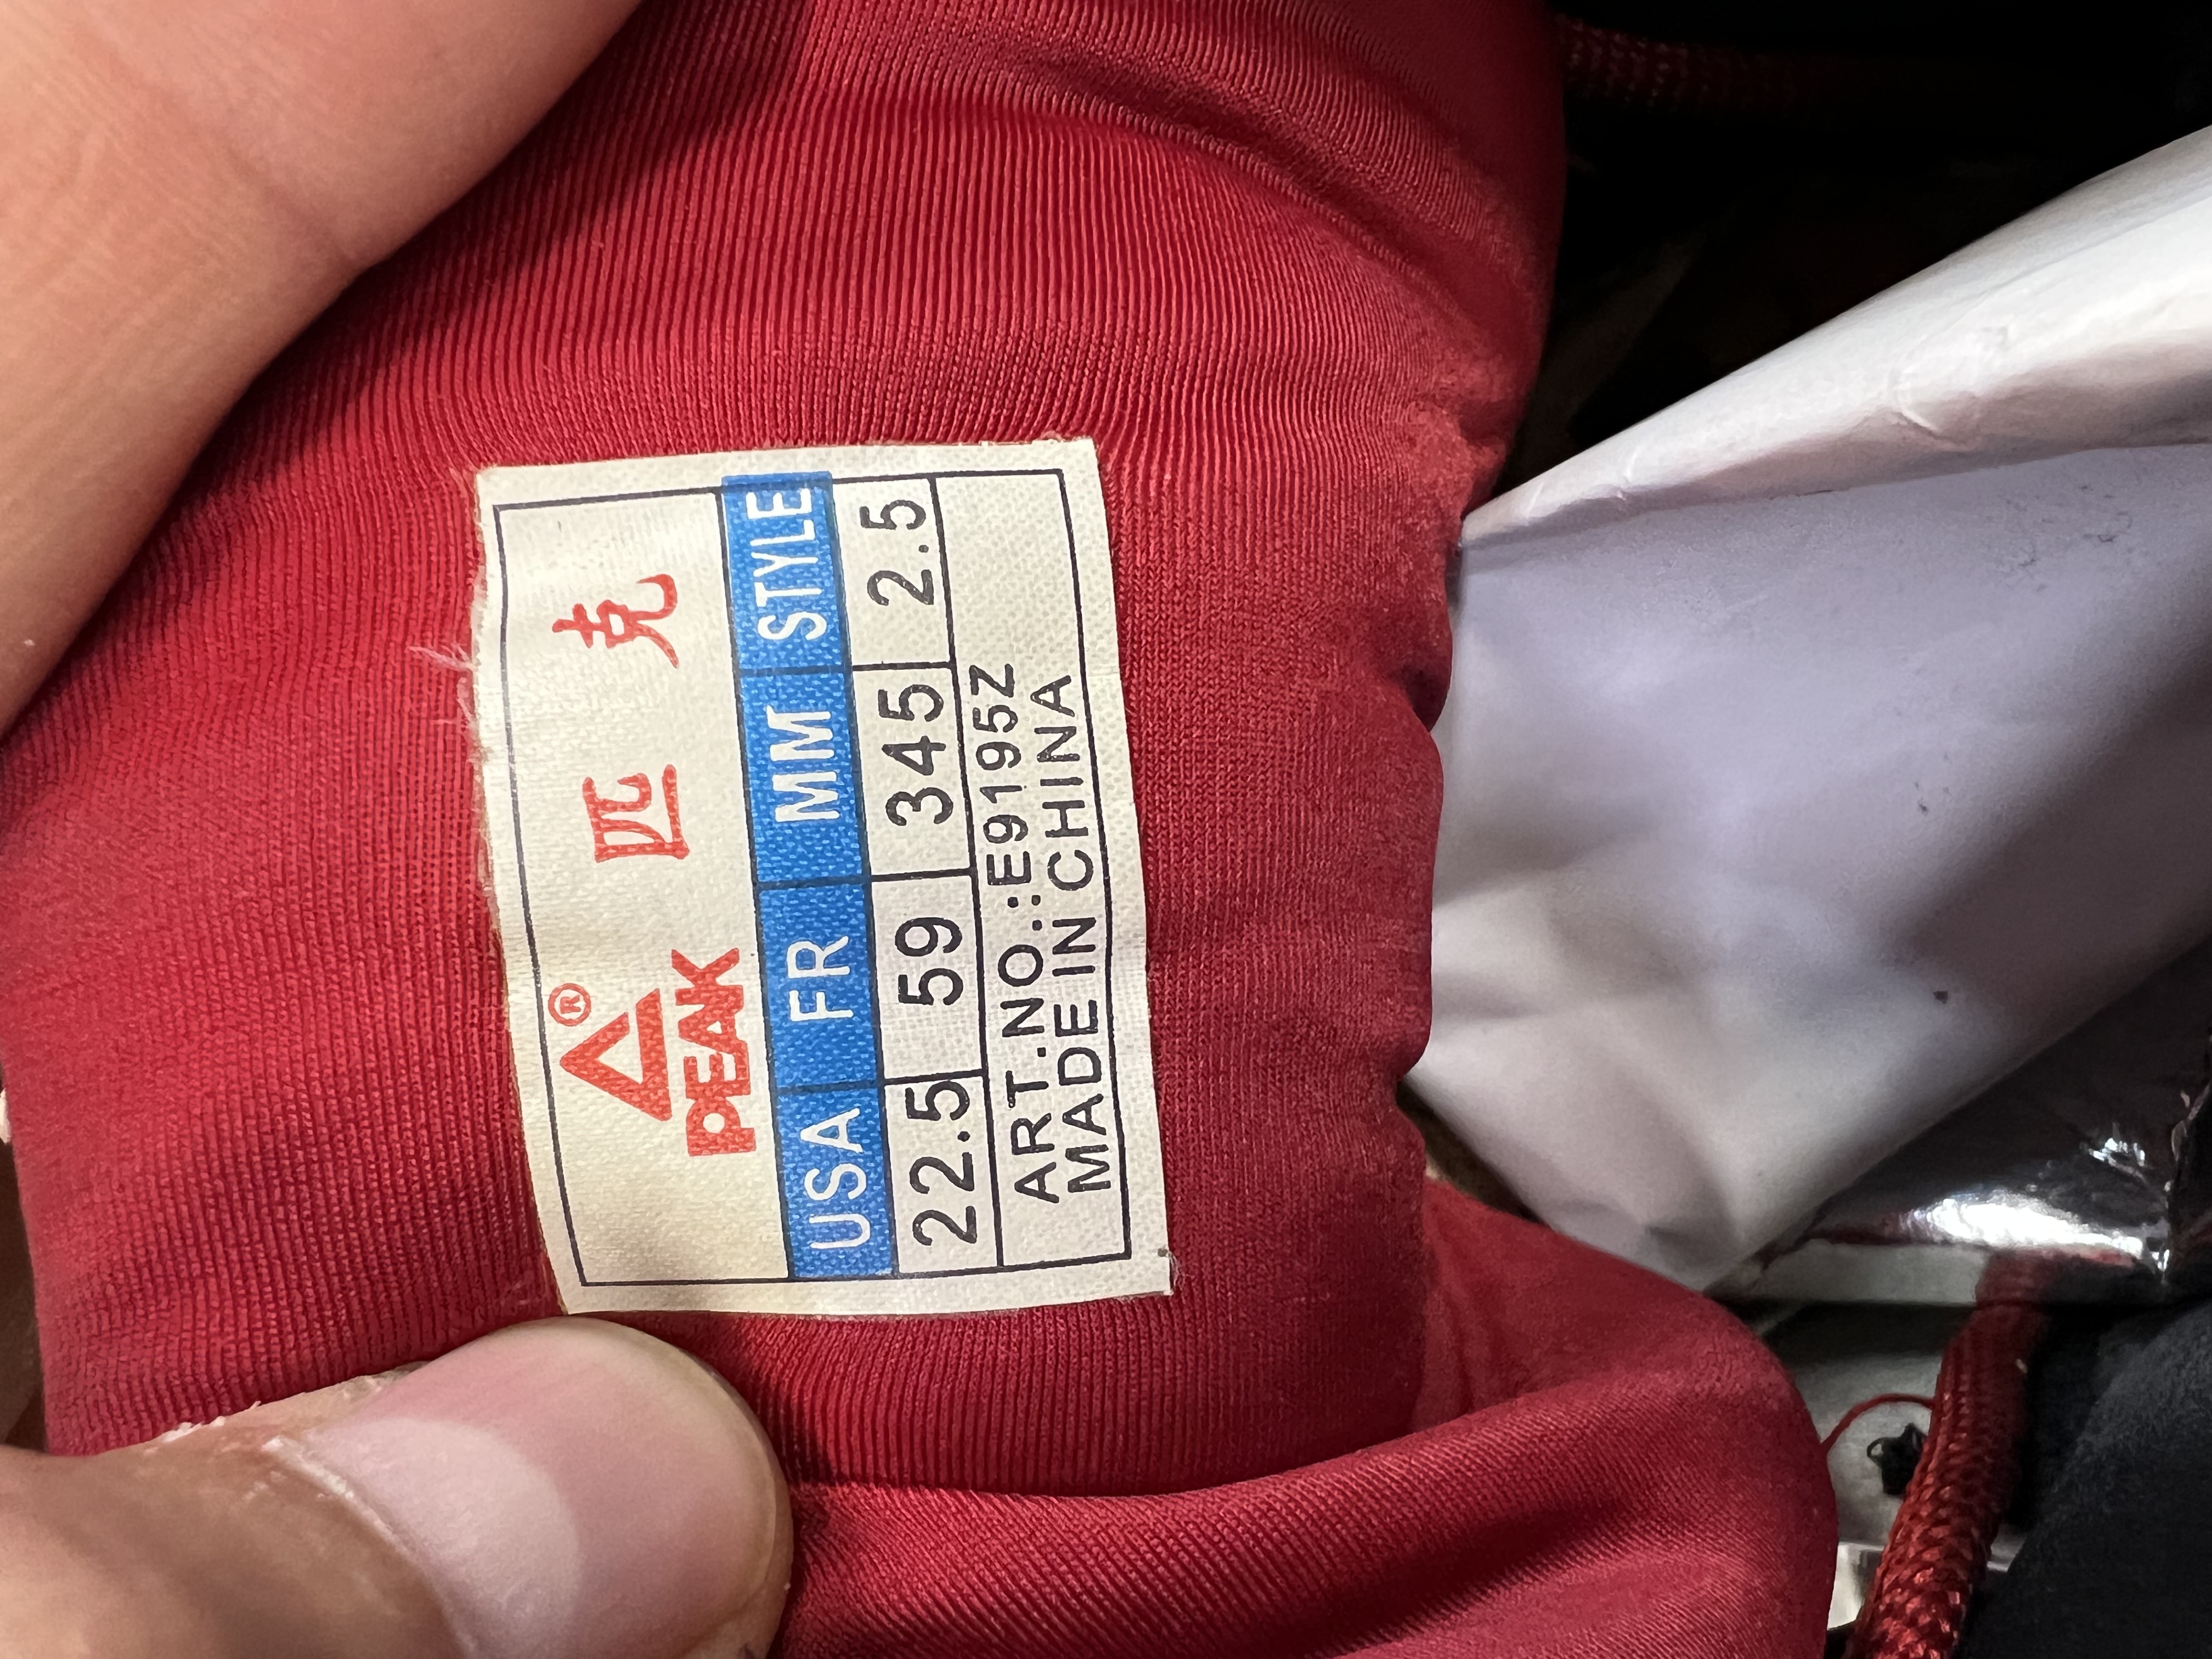 PEAK® 匹克
USA FR MM STYLE
22.5 59 345 2.5
ART.NO.:E9195Z
MADE IN CHINA